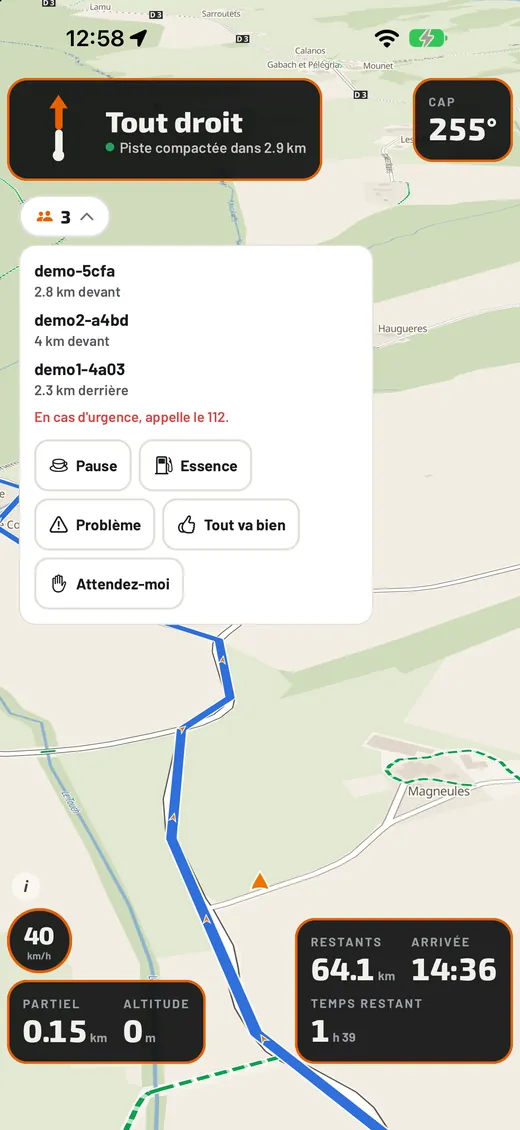 D3
Lamu
D3
Sarroutets
12:58
D3
Calanos
Gabach et Pélégria
Mounet
D3
Tout droit
Piste compactée dans 2.9 km
CAP
255°
Les
3
demo-5cfa
2.8 km devant
demo2-a4bd
4 km devant
Haugueres
demo1-4a03
2.3 km derrière
En cas d'urgence, appelle le 112.
Pause
Essence
Problème
Tout va bien
Attendez-moi
Magneules
i
40
km/h
RESTANTS
ARRIVÉE
64.1 km
14:36
PARTIEL
ALTITUDE
0.15 km
0 m
TEMPS RESTANT
1 h 39